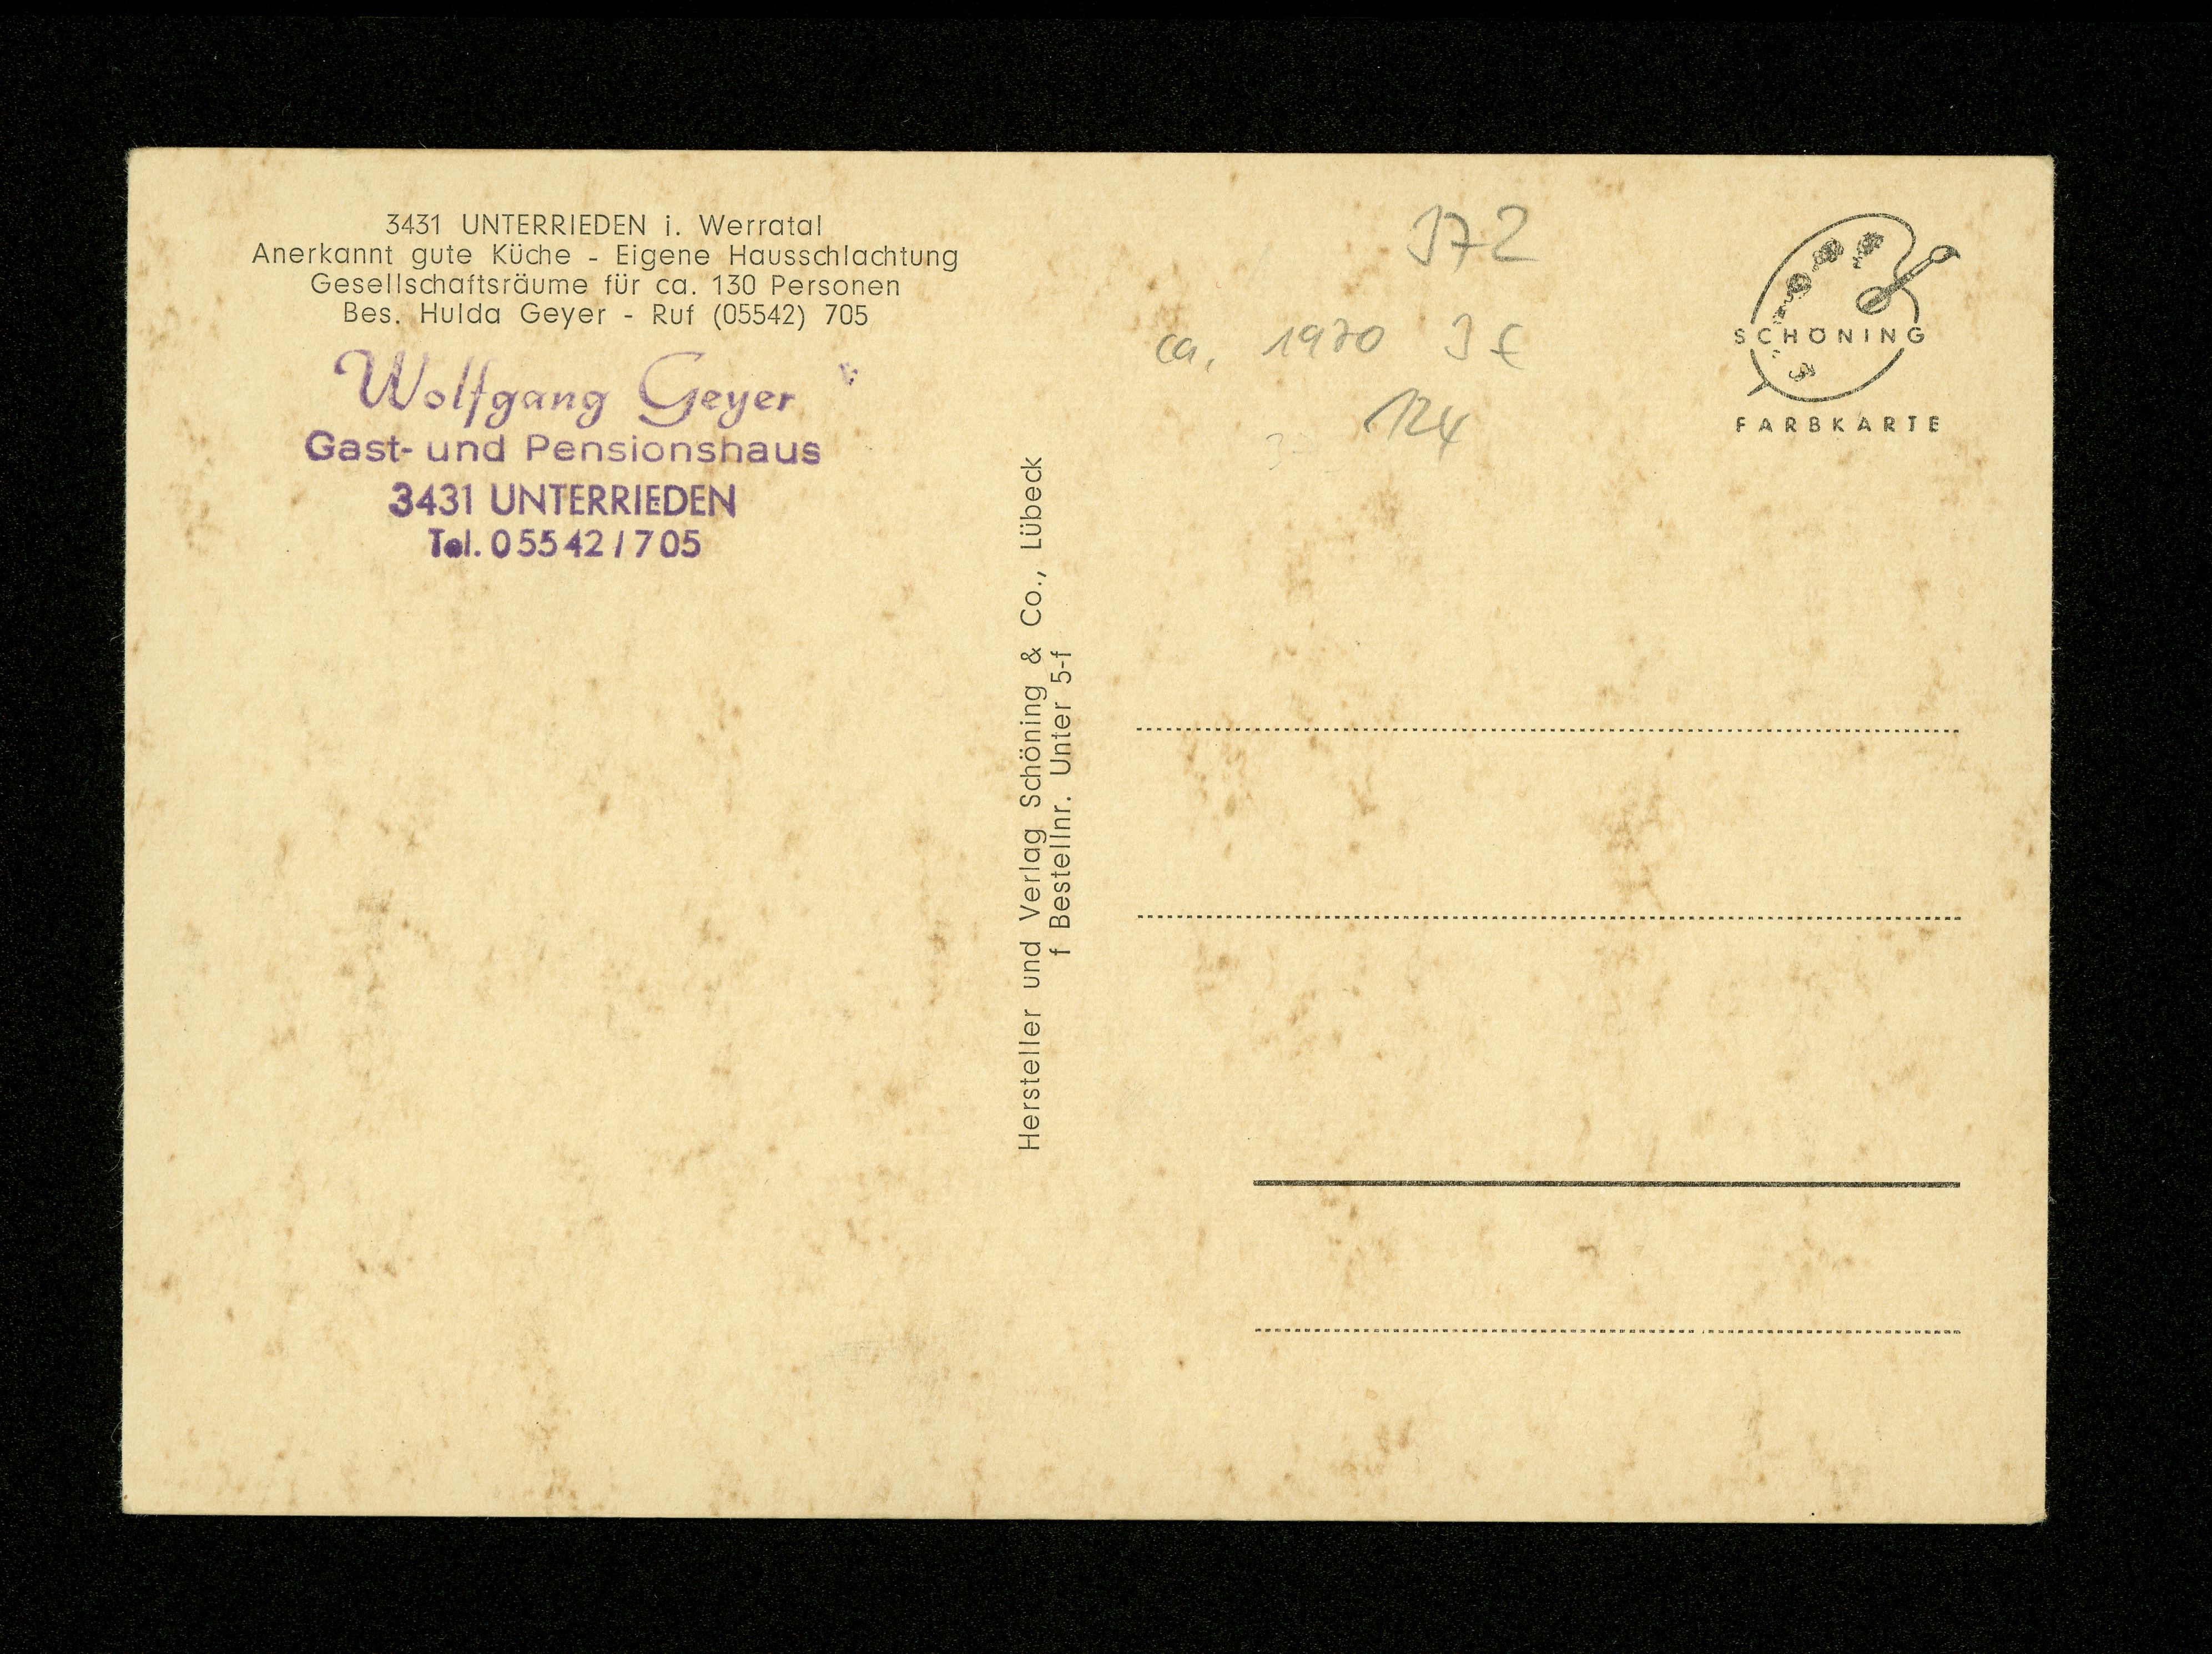 3431 UNTERRIEDEN i. Werratal
Anerkannt gute Küche - Eigene Hausschlachtung
Gesellschaftsräume für ca. 130 Personen
Bes. Hulda Geyer - Ruf (05542) 705
Wolfgang Geyer
Gast- und Pensionshaus
3431 UNTERRIEDEN
Tel. 05542/705
Hersteller und Verlag Schöning & Co., Lübeck
f Bestellnr. Unter 5-f
372
ca. 1970 3 €
124
SCHÖNING
FARBKARTE